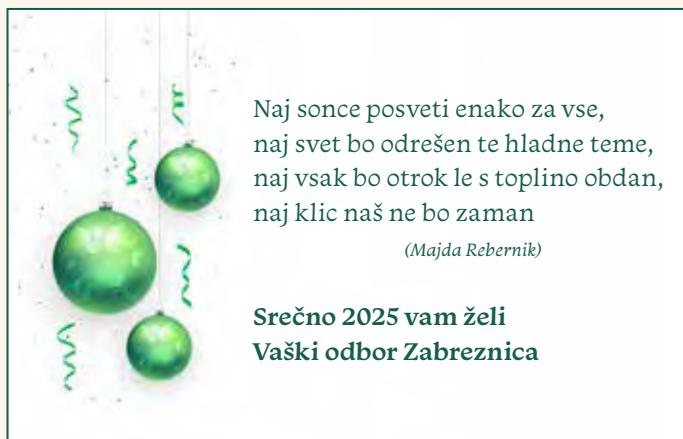 Naj sonce posveti enako za vse,
naj svet bo odrešen te hladne teme,
naj vsak bo otrok le s toplino obdan,
naj klic naš ne bo zaman
(Majda Rebernik)
Srečno 2025 vam želi
Vaški odbor Zabreznica